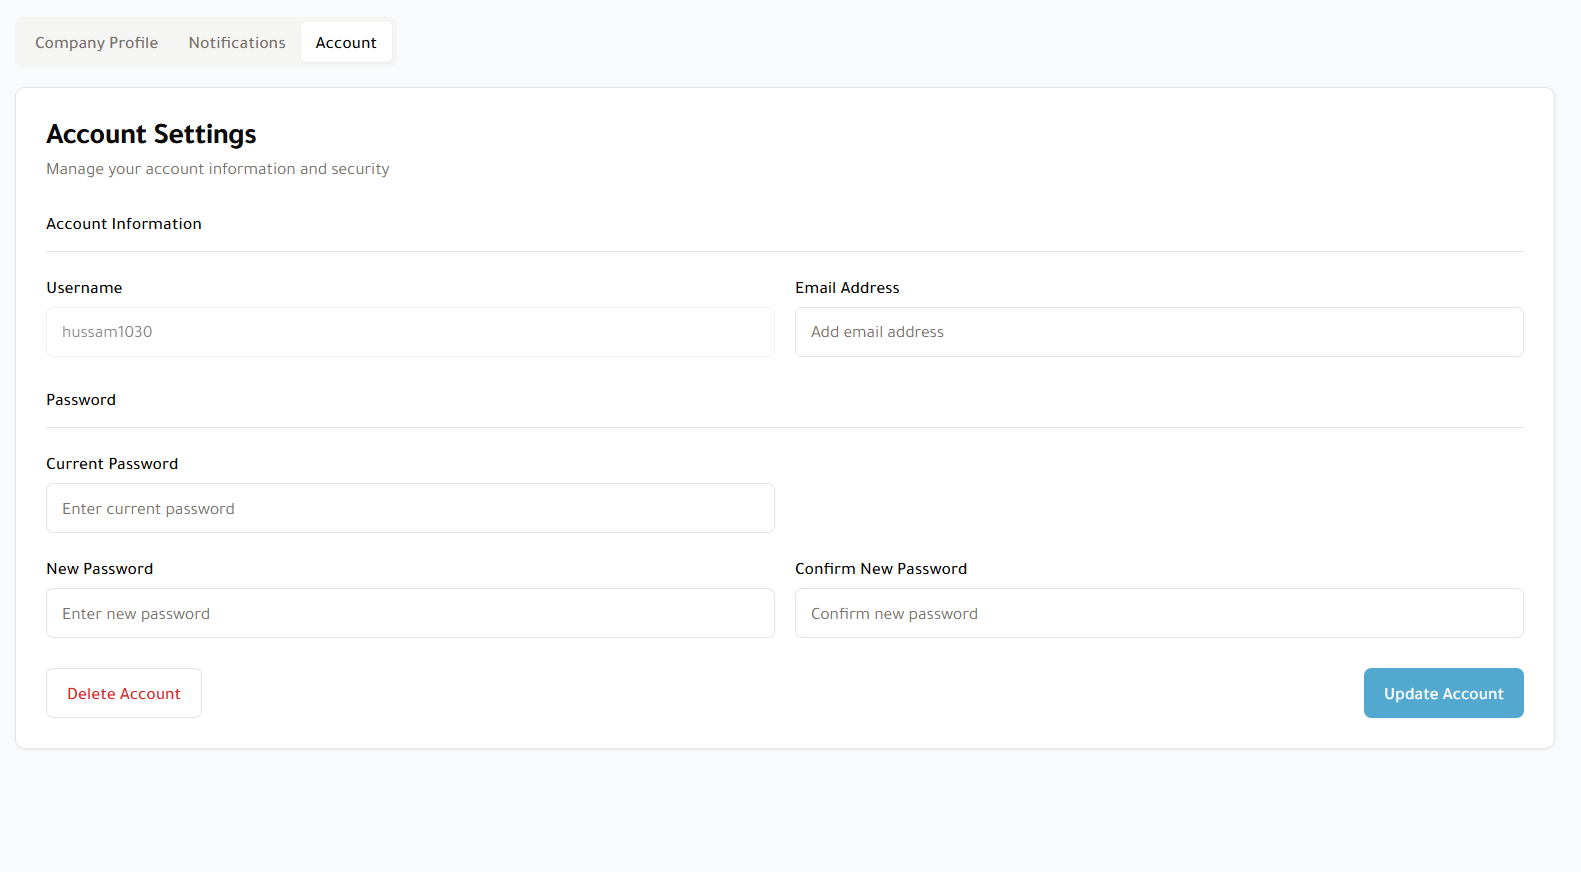 Company Profile Notifications Account
Account Settings
Manage your account information and security
Account Information
Username Email Address
hussam1030 Add email address
Password
Current Password
Enter current password
New Password Confirm New Password
Enter new password Confirm new password
Delete Account Update Account